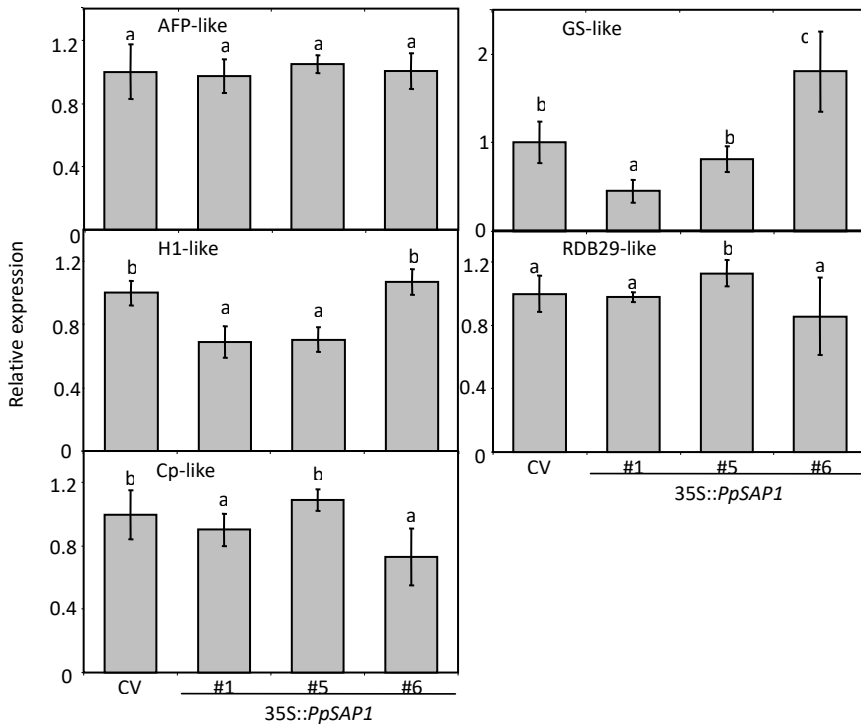 AFP-like
1.2
0.8
0.4
0
a
a
a
a
GS-like
2
1
0
b
a
b
c
Relative expression
H1-like
1.2
0.8
0.4
0
b
a
a
b
RDB29-like
1.2
0.8
0.4
0
a
a
b
a
CV
#1
#5
#6
35S::PpSAP1
Cp-like
1.2
0.8
0.4
0
b
a
b
a
CV
#1
#5
#6
35S::PpSAP1